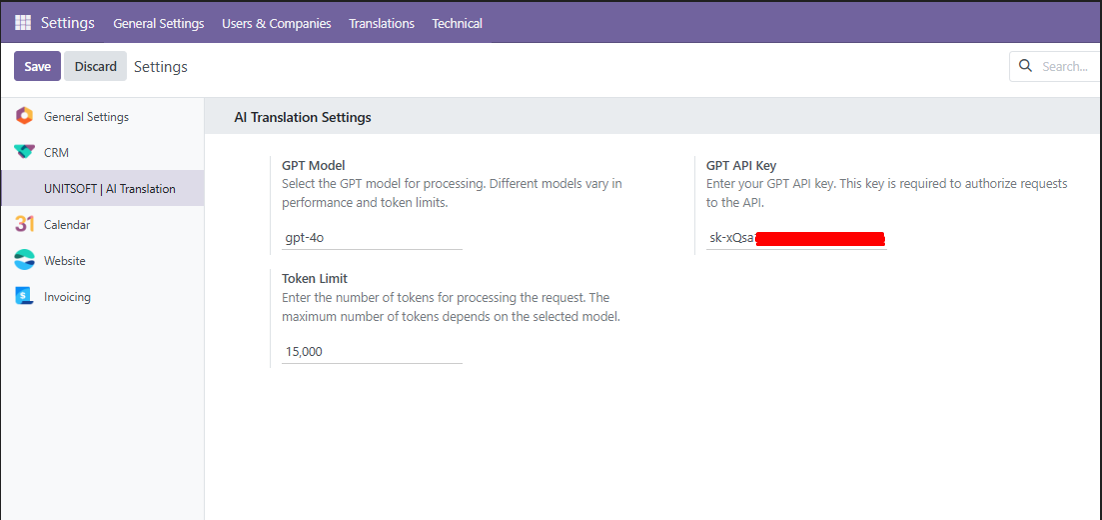 Settings General Settings Users & Companies Translations Technical
Save Discard Settings Search...
General Settings
CRM
UNITSOFT | AI Translation
31 Calendar
Website
Invoicing
AI Translation Settings
GPT Model
Select the GPT model for processing. Different models vary in
performance and token limits.
gpt-4o
GPT API Key
Enter your GPT API key. This key is required to authorize requests
to the API.
sk-xQsa
Token Limit
Enter the number of tokens for processing the request. The
maximum number of tokens depends on the selected model.
15,000